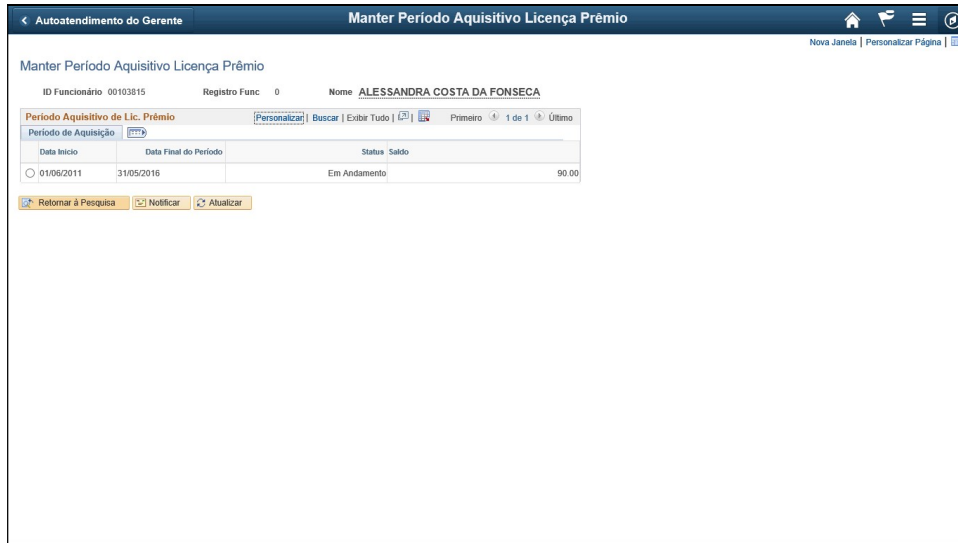 Autoatendimento do Gerente
Manter Período Aquisitivo Licença Prêmio
Nova Janela | Personalizar Página |
Manter Período Aquisitivo Licença Prêmio
ID Funcionário 00103815 Registro Func 0 Nome ALESSANDRA COSTA DA FONSECA
Período Aquisitivo de Lic. Prêmio Personalizar | Buscar | Exibir Tudo | | Primeiro 1 de 1 Último
Período de Aquisição
Data Inicio Data Final do Período Status Saldo
01/06/2011 31/05/2016 Em Andamento 90.00
Retornar à Pesquisa Notificar Atualizar